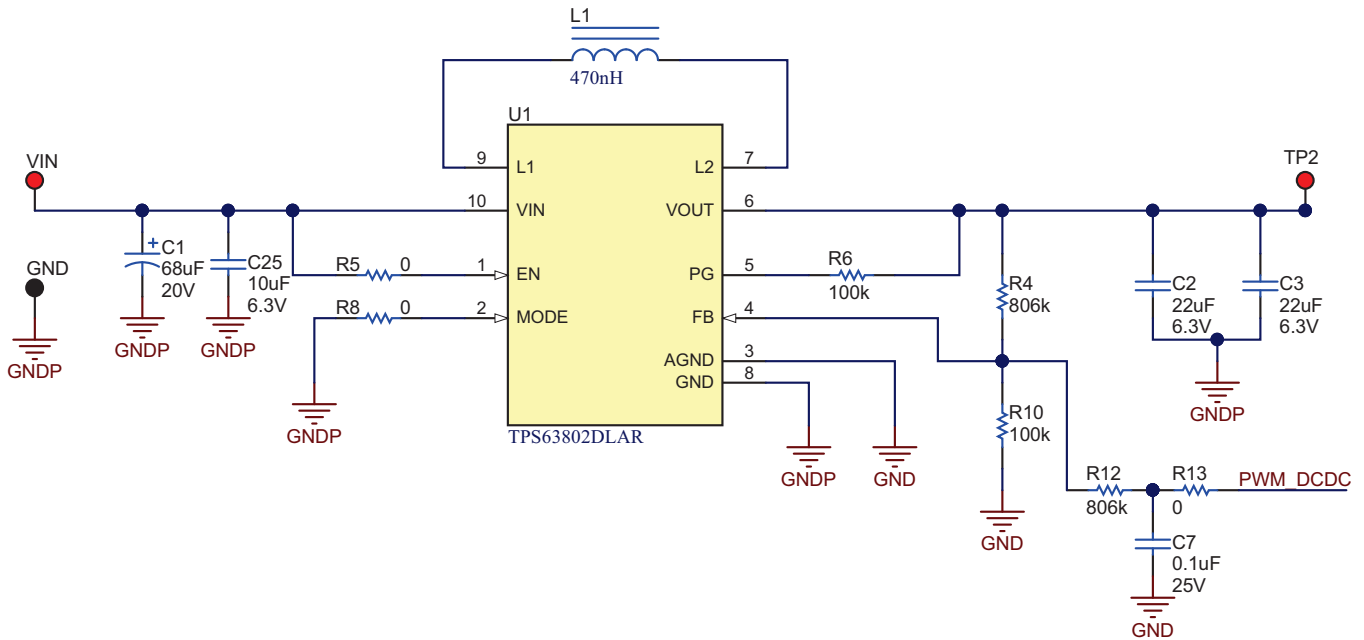 L1
470nH
U1
VIN
TP2
9
L1
L2
7
10
VIN
VOUT
6
C1
68uF
20V
C25
10uF
6.3V
GND
GNDP
GNDP
GNDP
R5
0
1
EN
PG
5
R6
100k
R4
806k
C2
22uF
6.3V
C3
22uF
6.3V
R8
0
2
MODE
FB
4
AGND
3
GND
8
GNDP
GNDP
TPS63802DLAR
R10
100k
GNDP
GND
R12
806k
R13
0
PWM_DCDC
GND
C7
0.1uF
25V
GND